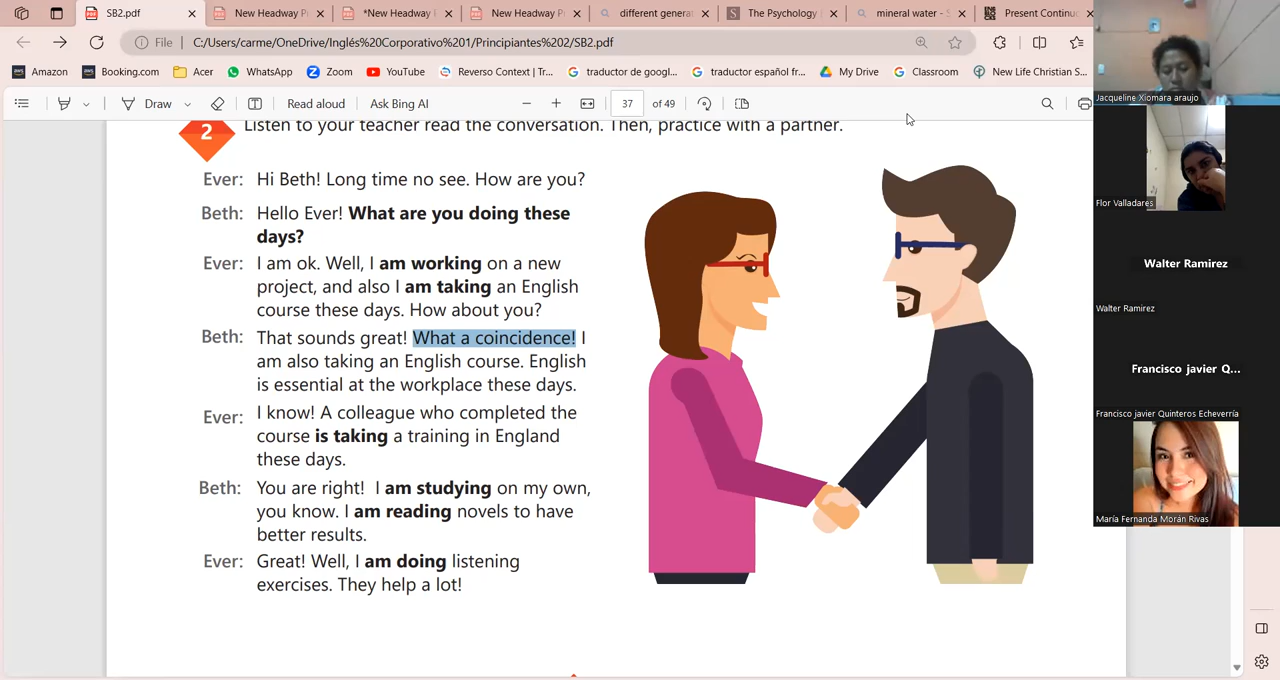 SB2.pdf
New Headway P
*New Headway E
New Headway P
different genera
The Psychology
mineral water - S
Present Continu
File
C:/Users/carme/OneDrive/Inglés%20Corporativo%201/Principiantes%202/SB2.pdf
Amazon
Booking.com
Acer
WhatsApp
Zoom
YouTube
Reverso Context | Tr...
traductor de googl...
traductor español fr...
My Drive
Classroom
New Life Christian S...
Draw
Read aloud
Ask Bing AI
37
of 49
2
Listen to your teacher read the conversation. Then, practice with a partner.
Ever: Hi Beth! Long time no see. How are you?
Beth: Hello Ever! What are you doing these
days?
Ever: I am ok. Well, I am working on a new
project, and also I am taking an English
course these days. How about you?
Beth: That sounds great! What a coincidence! I
am also taking an English course. English
is essential at the workplace these days.
Ever: I know! A colleague who completed the
course is taking a training in England
these days.
Beth: You are right! I am studying on my own,
you know. I am reading novels to have
better results.
Ever: Great! Well, I am doing listening
exercises. They help a lot!
Jacqueline Xiomara araujo
Flor Valladares
Walter Ramirez
Walter Ramirez
Francisco javier Q...
Francisco javier Quinteros Echeverría
María Fernanda Morán Rivas